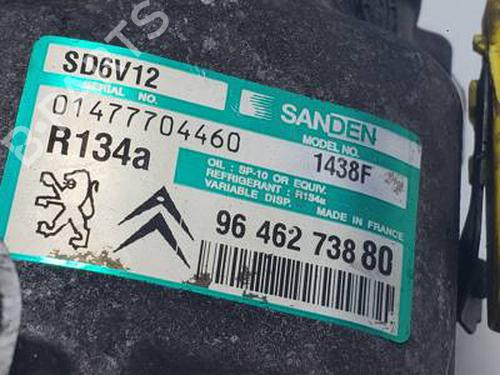 SD6V12
SERIAL NO.
01477704460
R134a
SANDEN
MODEL NO.
1438F
OIL : SP-10 OR EQUIV.
REFRIGERANT : R134a
VARIABLE DISP. MADE IN FRANCE
96 462 738 80